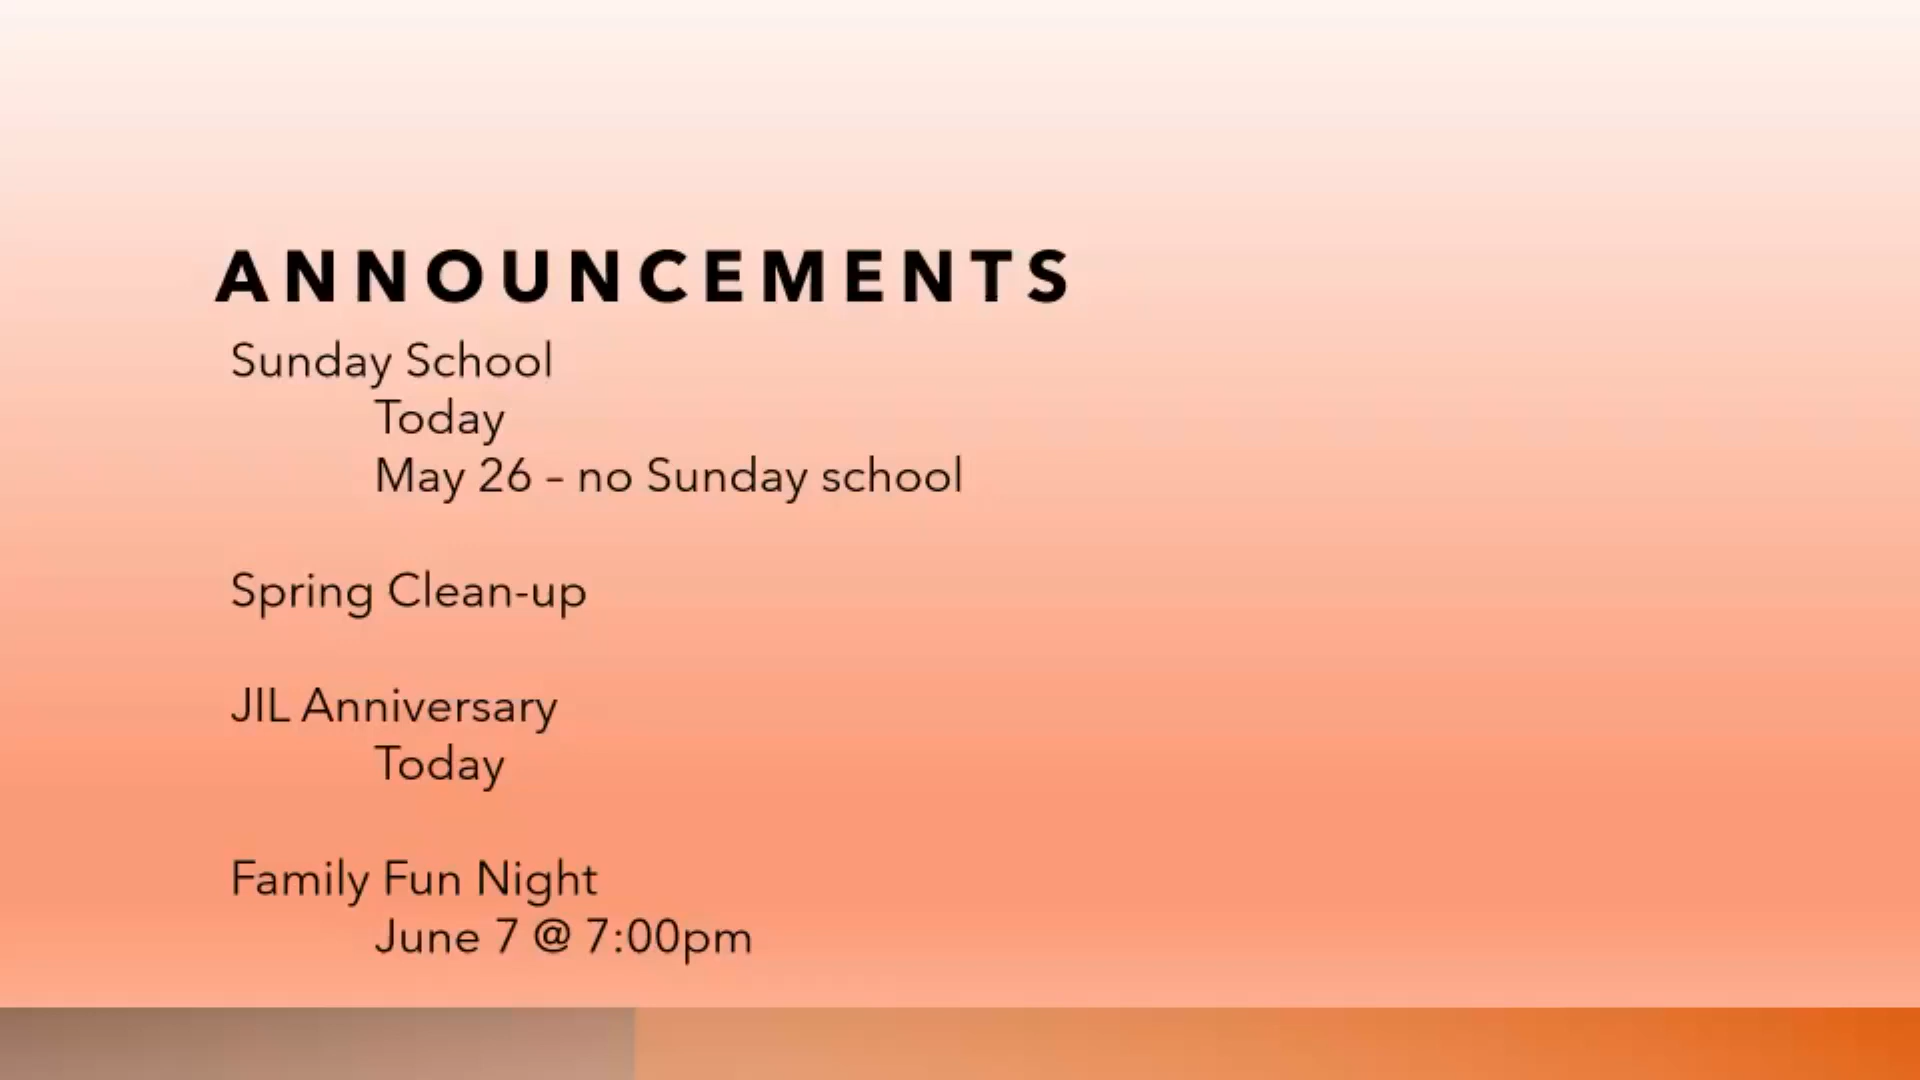 ANNOUNCEMENTS
Sunday School
Today
May 26 – no Sunday school
Spring Clean-up
JIL Anniversary
Today
Family Fun Night
June 7 @ 7:00pm